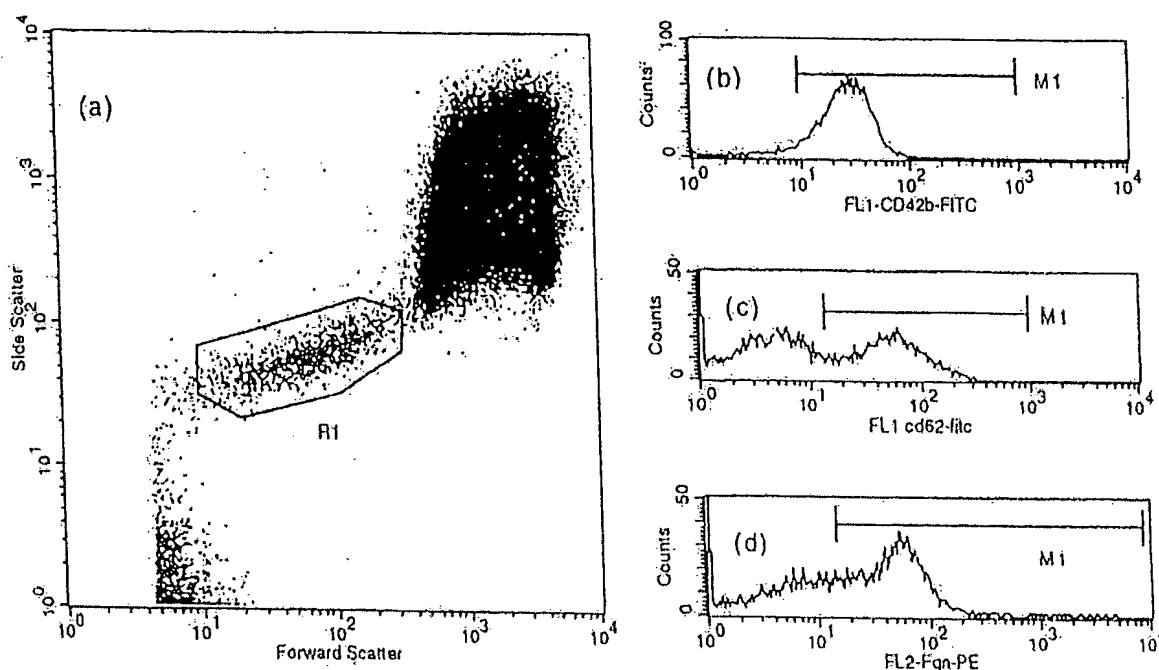 (a)
10^4
10^3
10^2
10^1
10^0
Side Scatter
R1
10^0 10^1 10^2 10^3 10^4
Forward Scatter
(b)
100
0
Counts
M1
10^0 10^1 10^2 10^3 10^4
FL1-CD42b-FITC
(c)
50
0
Counts
M1
10^0 10^1 10^2 10^3 10^4
FL1 cd62-fitc
(d)
50
0
Counts
M1
10^0 10^1 10^2 10^3
FL2-Fgn-PE